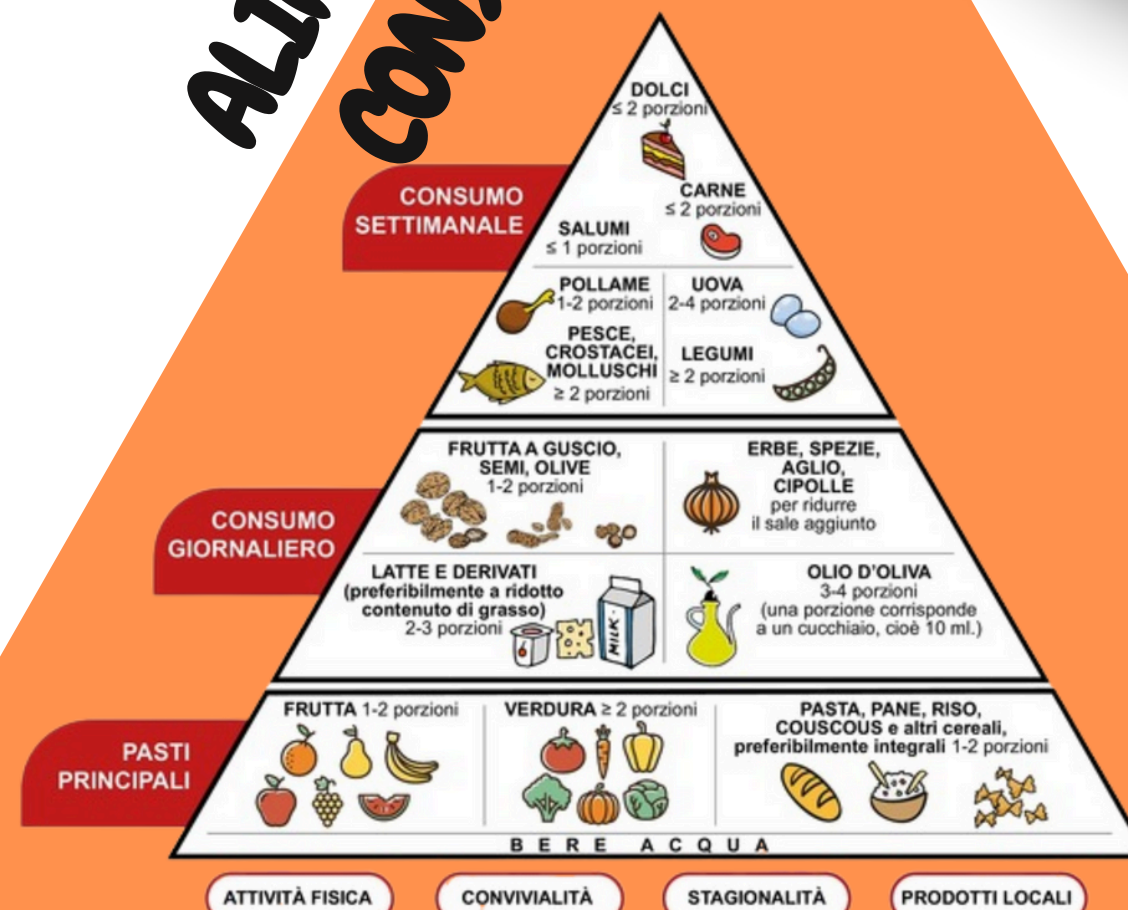 DOLCI
≤ 2 porzioni
CARNE
≤ 2 porzioni
SALUMI
≤ 1 porzioni
CONSUMO
SETTIMANALE
POLLAME
1-2 porzioni
UOVA
2-4 porzioni
PESCE,
CROSTACEI,
MOLLUSCHI
≥ 2 porzioni
LEGUMI
≥ 2 porzioni
CONSUMO
GIORNALIERO
FRUTTA A GUSCIO,
SEMI, OLIVE
1-2 porzioni
ERBE, SPEZIE,
AGLIO,
CIPOLLE
per ridurre
il sale aggiunto
LATTE E DERIVATI
(preferibilmente a ridotto
contenuto di grasso)
2-3 porzioni
MILK
OLIO D'OLIVA
3-4 porzioni
(una porzione corrisponde
a un cucchiaio, cioè 10 ml.)
PASTI
PRINCIPALI
FRUTTA 1-2 porzioni
VERDURA ≥ 2 porzioni
PASTA, PANE, RISO,
COUSCOUS e altri cereali,
preferibilmente integrali 1-2 porzioni
BERE ACQUA
ATTIVITÀ FISICA
CONVIVIALITÀ
STAGIONALITÀ
PRODOTTI LOCALI